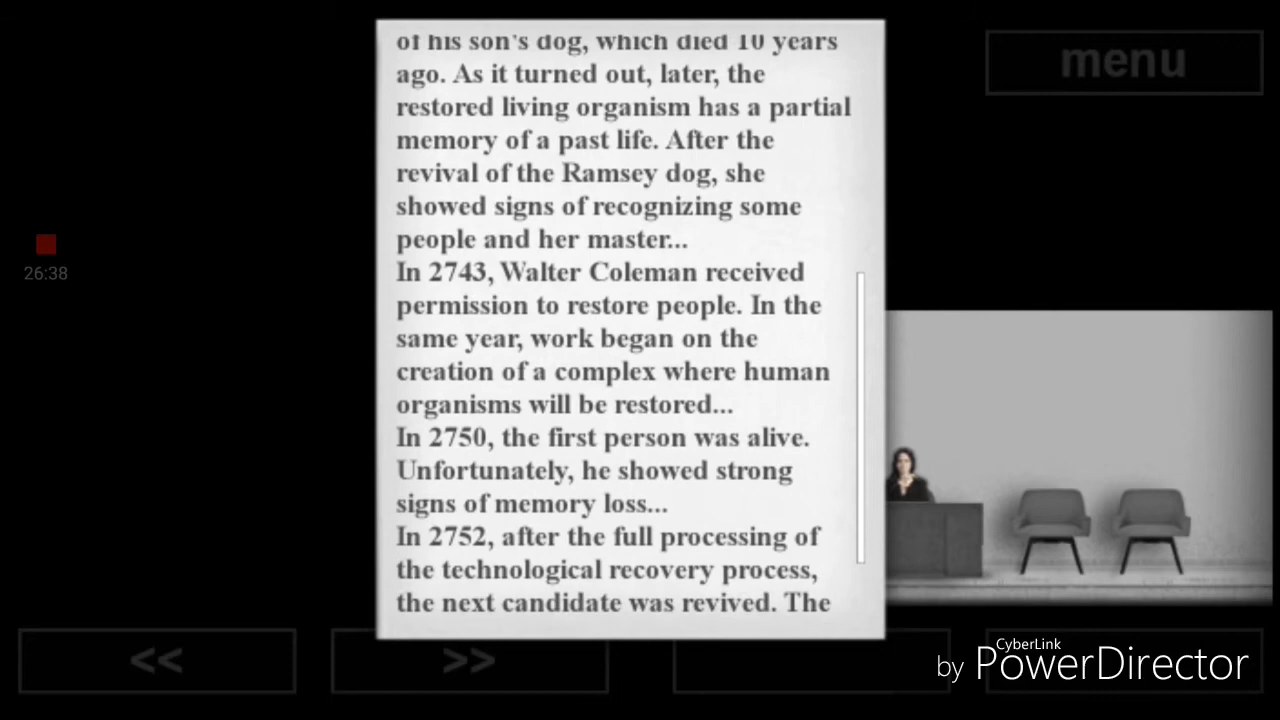 of his son's dog, which died 10 years
ago. As it turned out, later, the
restored living organism has a partial
memory of a past life. After the
revival of the Ramsey dog, she
showed signs of recognizing some
people and her master...
In 2743, Walter Coleman received
permission to restore people. In the
same year, work began on the
creation of a complex where human
organisms will be restored...
In 2750, the first person was alive.
Unfortunately, he showed strong
signs of memory loss...
In 2752, after the full processing of
the technological recovery process,
the next candidate was revived. The
menu
26:38
<<
>>
CyberLink
by PowerDirector